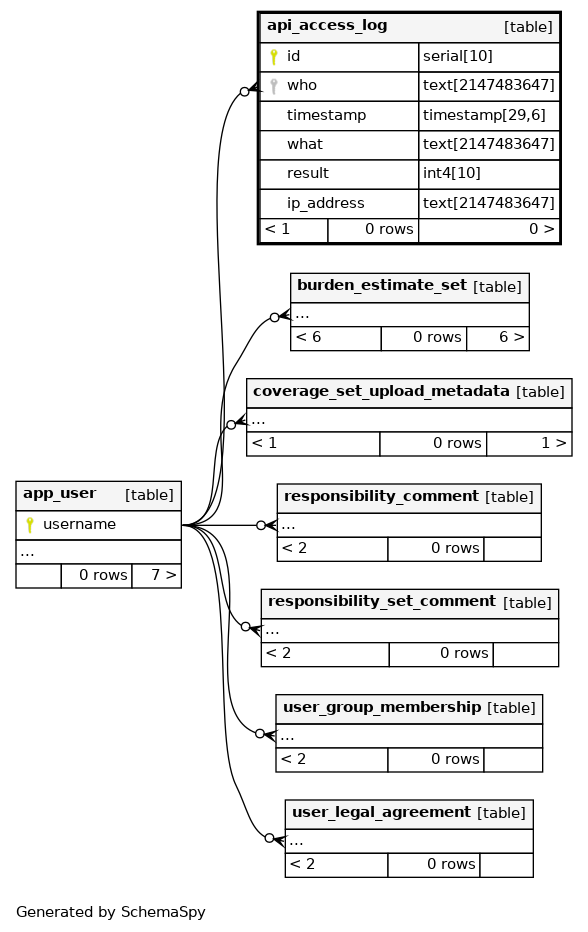 api_access_log [table]
id serial[10]
who text[2147483647]
timestamp timestamp[29,6]
what text[2147483647]
result int4[10]
ip_address text[2147483647]
< 1 0 rows 0 >
burden_estimate_set [table]
...
< 6 0 rows 6 >
coverage_set_upload_metadata [table]
...
< 1 0 rows 1 >
app_user [table]
username
...
0 rows 7 >
responsibility_comment [table]
...
< 2 0 rows
responsibility_set_comment [table]
...
< 2 0 rows
user_group_membership [table]
...
< 2 0 rows
user_legal_agreement [table]
...
< 2 0 rows
Generated by SchemaSpy